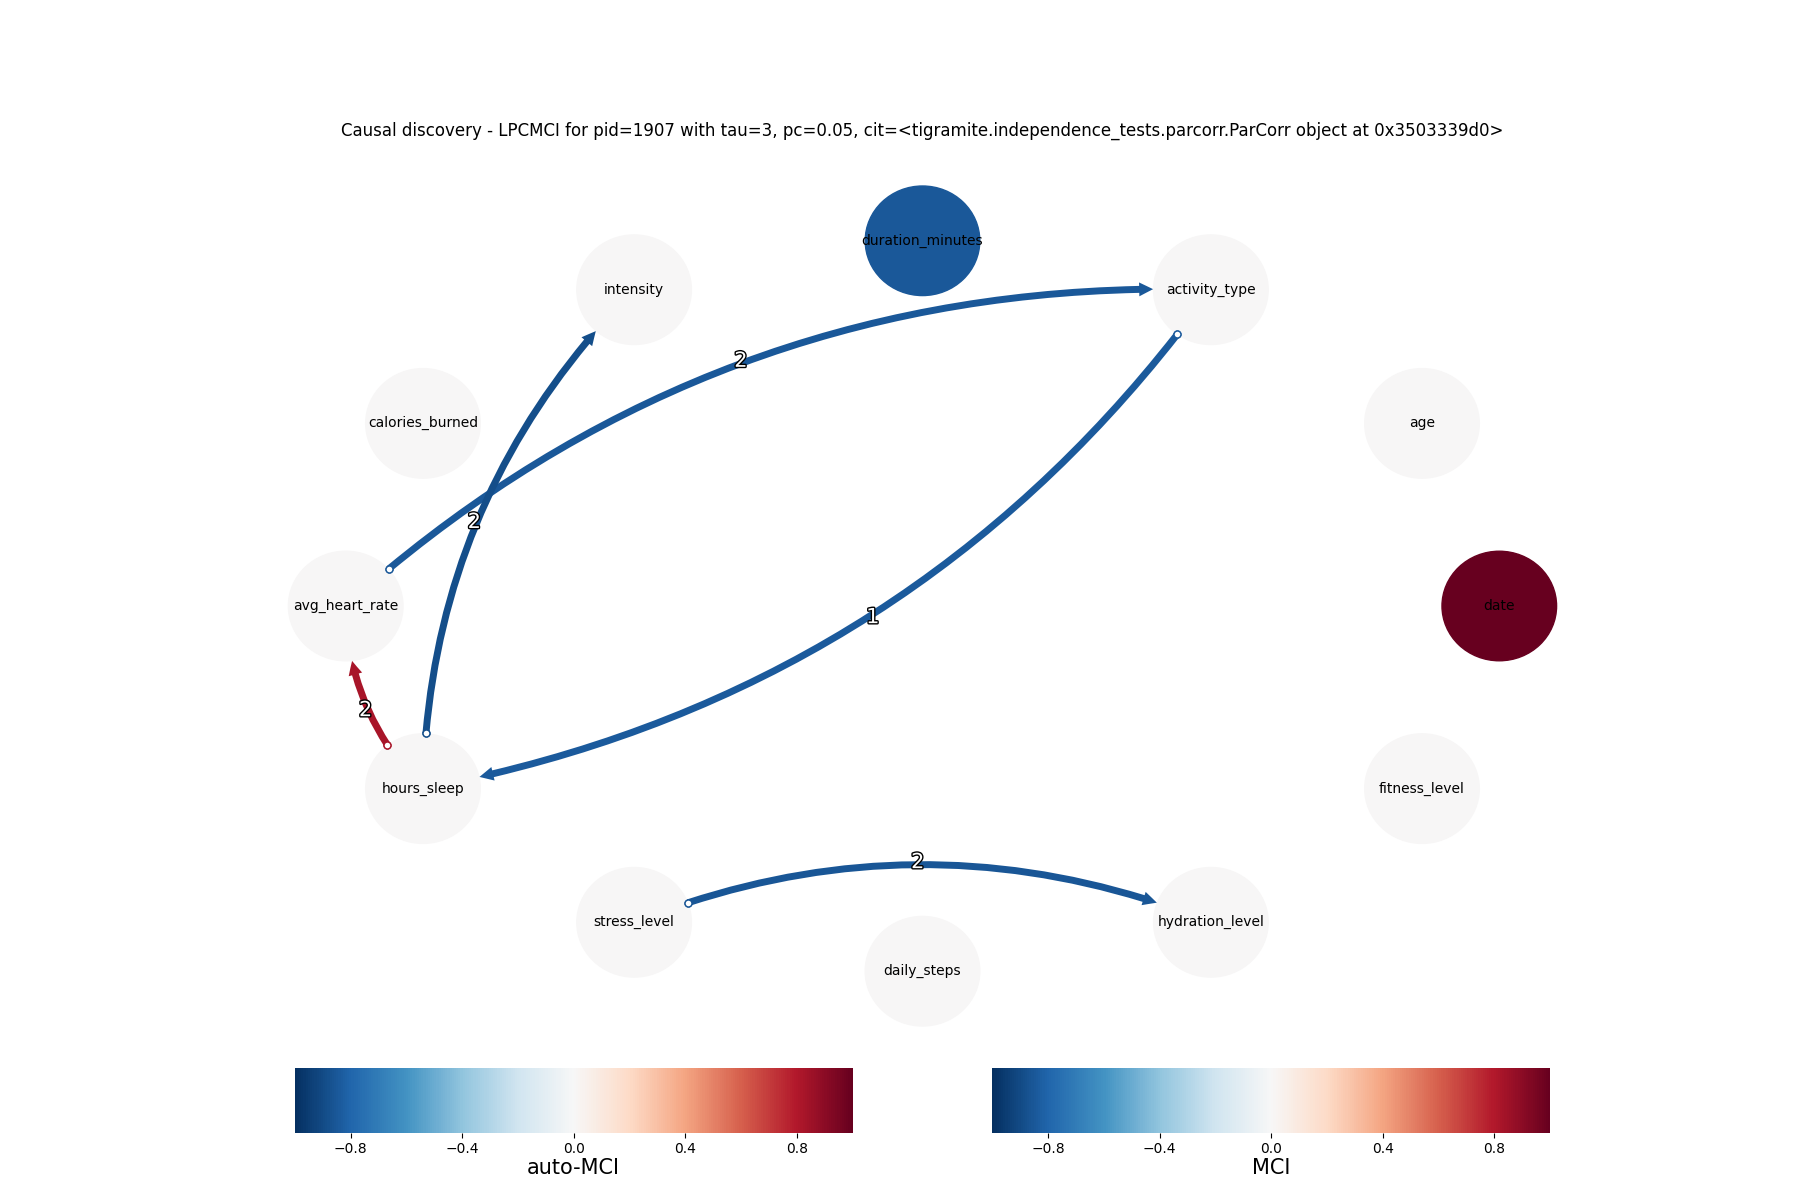 Causal discovery - LPCMCI for pid=1907 with tau=3, pc=0.05, cit=<tigramite.independence_tests.parcorr.ParCorr object at 0x3503339d0>
duration_minutes
intensity
activity_type
2
calories_burned
age
2
avg_heart_rate
date
1
2
hours_sleep
fitness_level
2
stress_level
hydration_level
daily_steps
−0.8 −0.4 0.0 0.4 0.8
auto-MCI
−0.8 −0.4 0.0 0.4 0.8
MCI